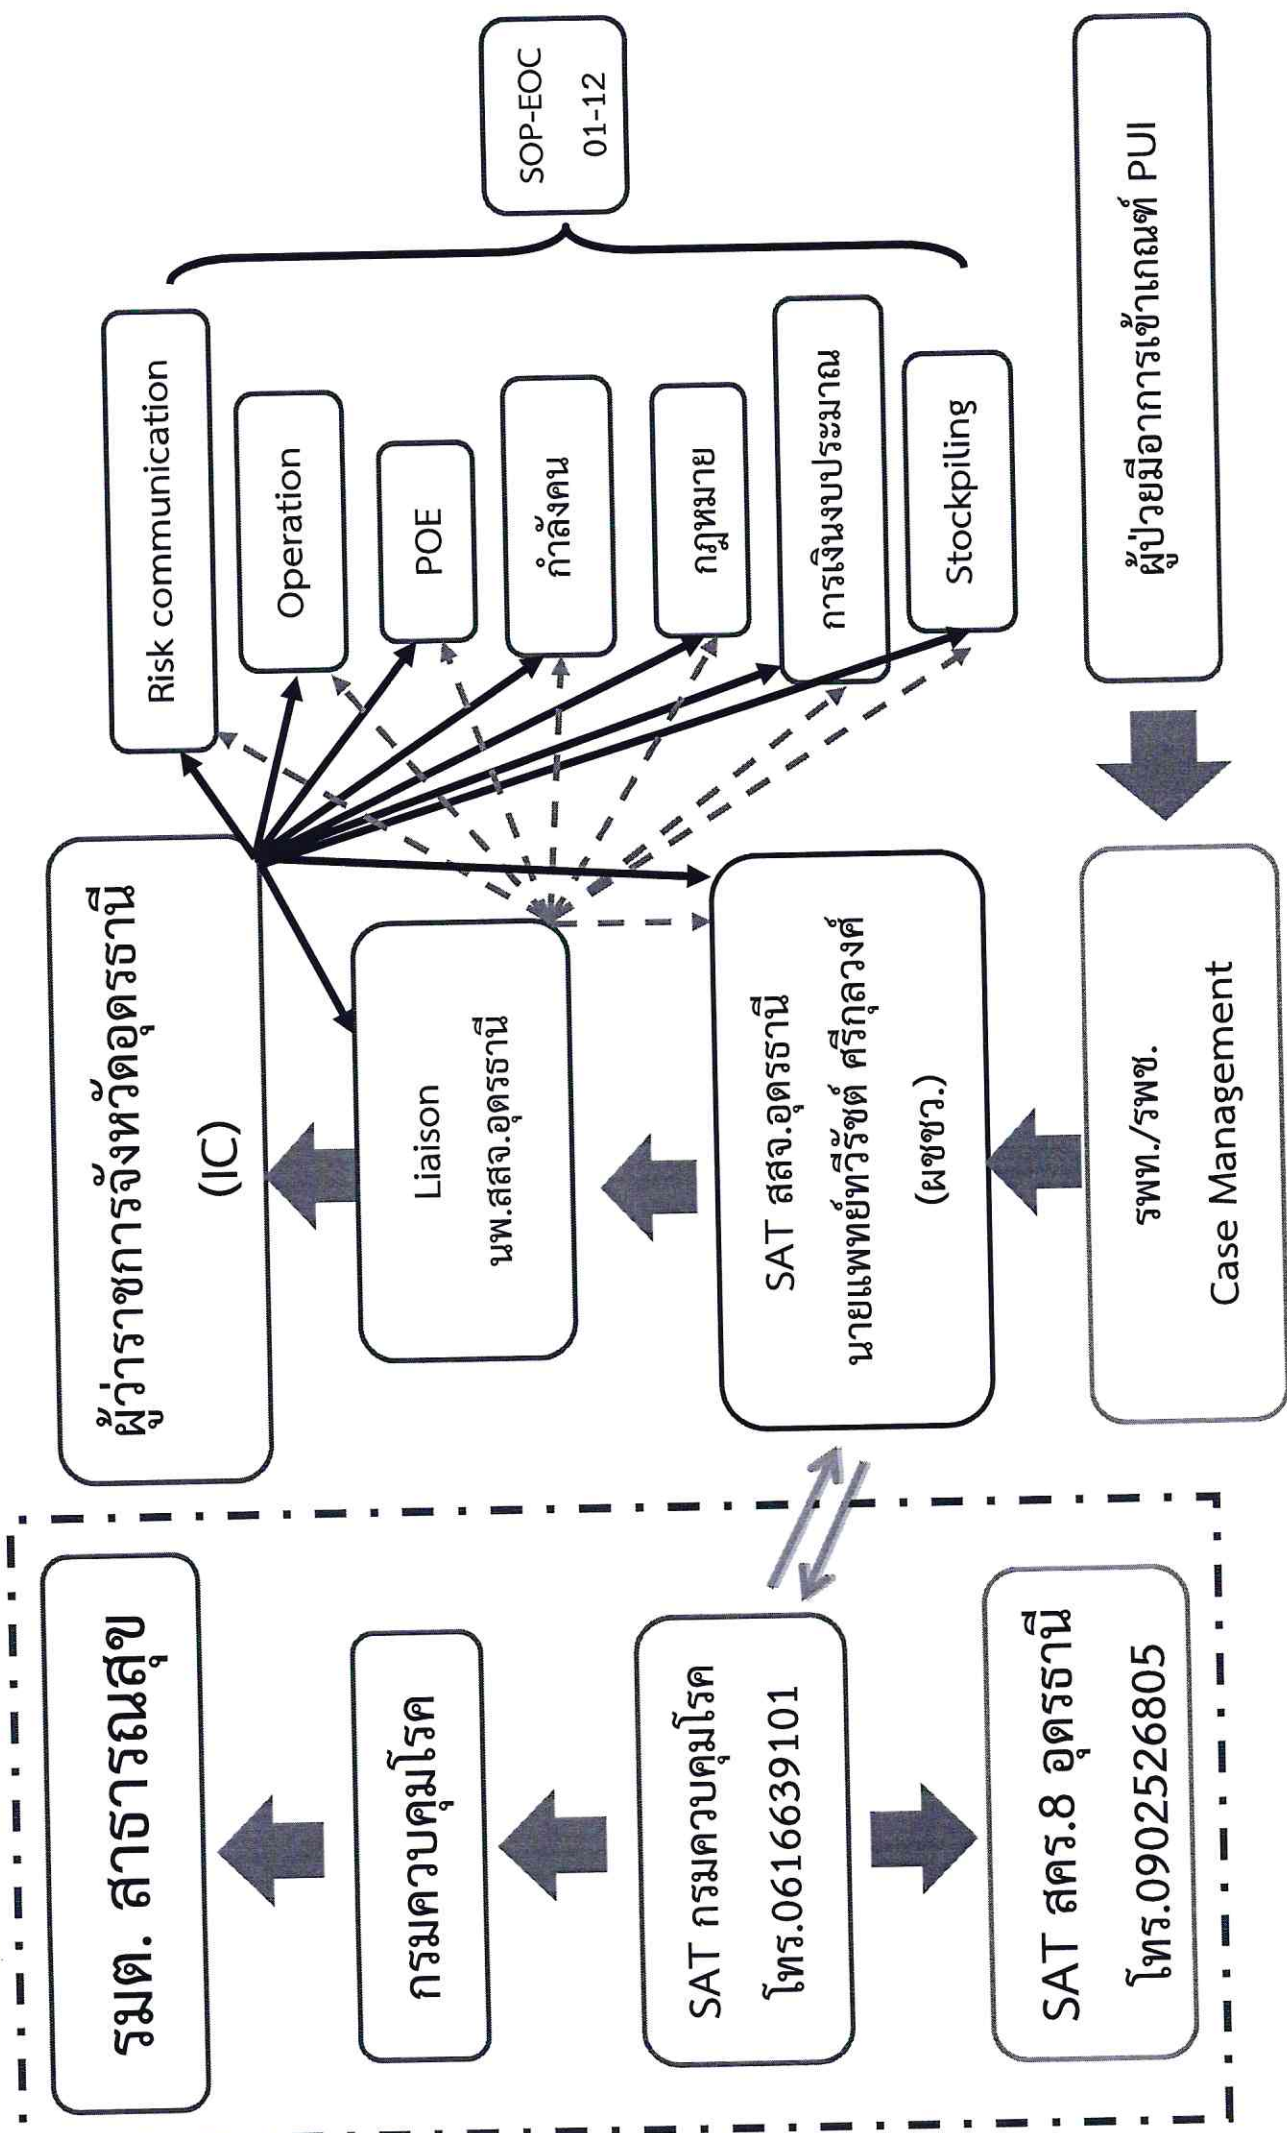 รมต. สาธารณสุข
กรมควบคุมโรค
SAT กรมควบคุมโรค
โทร.0616639101
SAT สคร.8 อุดรธานี
โทร.0902526805
ผู้ว่าราชการจังหวัดอุดรธานี
(IC)
Liaison
นพ.สสจ.อุดรธานี
SAT สสจ.อุดรธานี
นายแพทย์ทวีรัชต์ ศรีกุลวงศ์
(ผชชว.)
รพท./รพช.
Case Management
Risk communication
Operation
POE
กำลังคน
กฎหมาย
การเงินงบประมาณ
Stockpiling
SOP-EOC
01-12
ผู้ป่วยมีอาการเข้าเกณฑ์ PUI